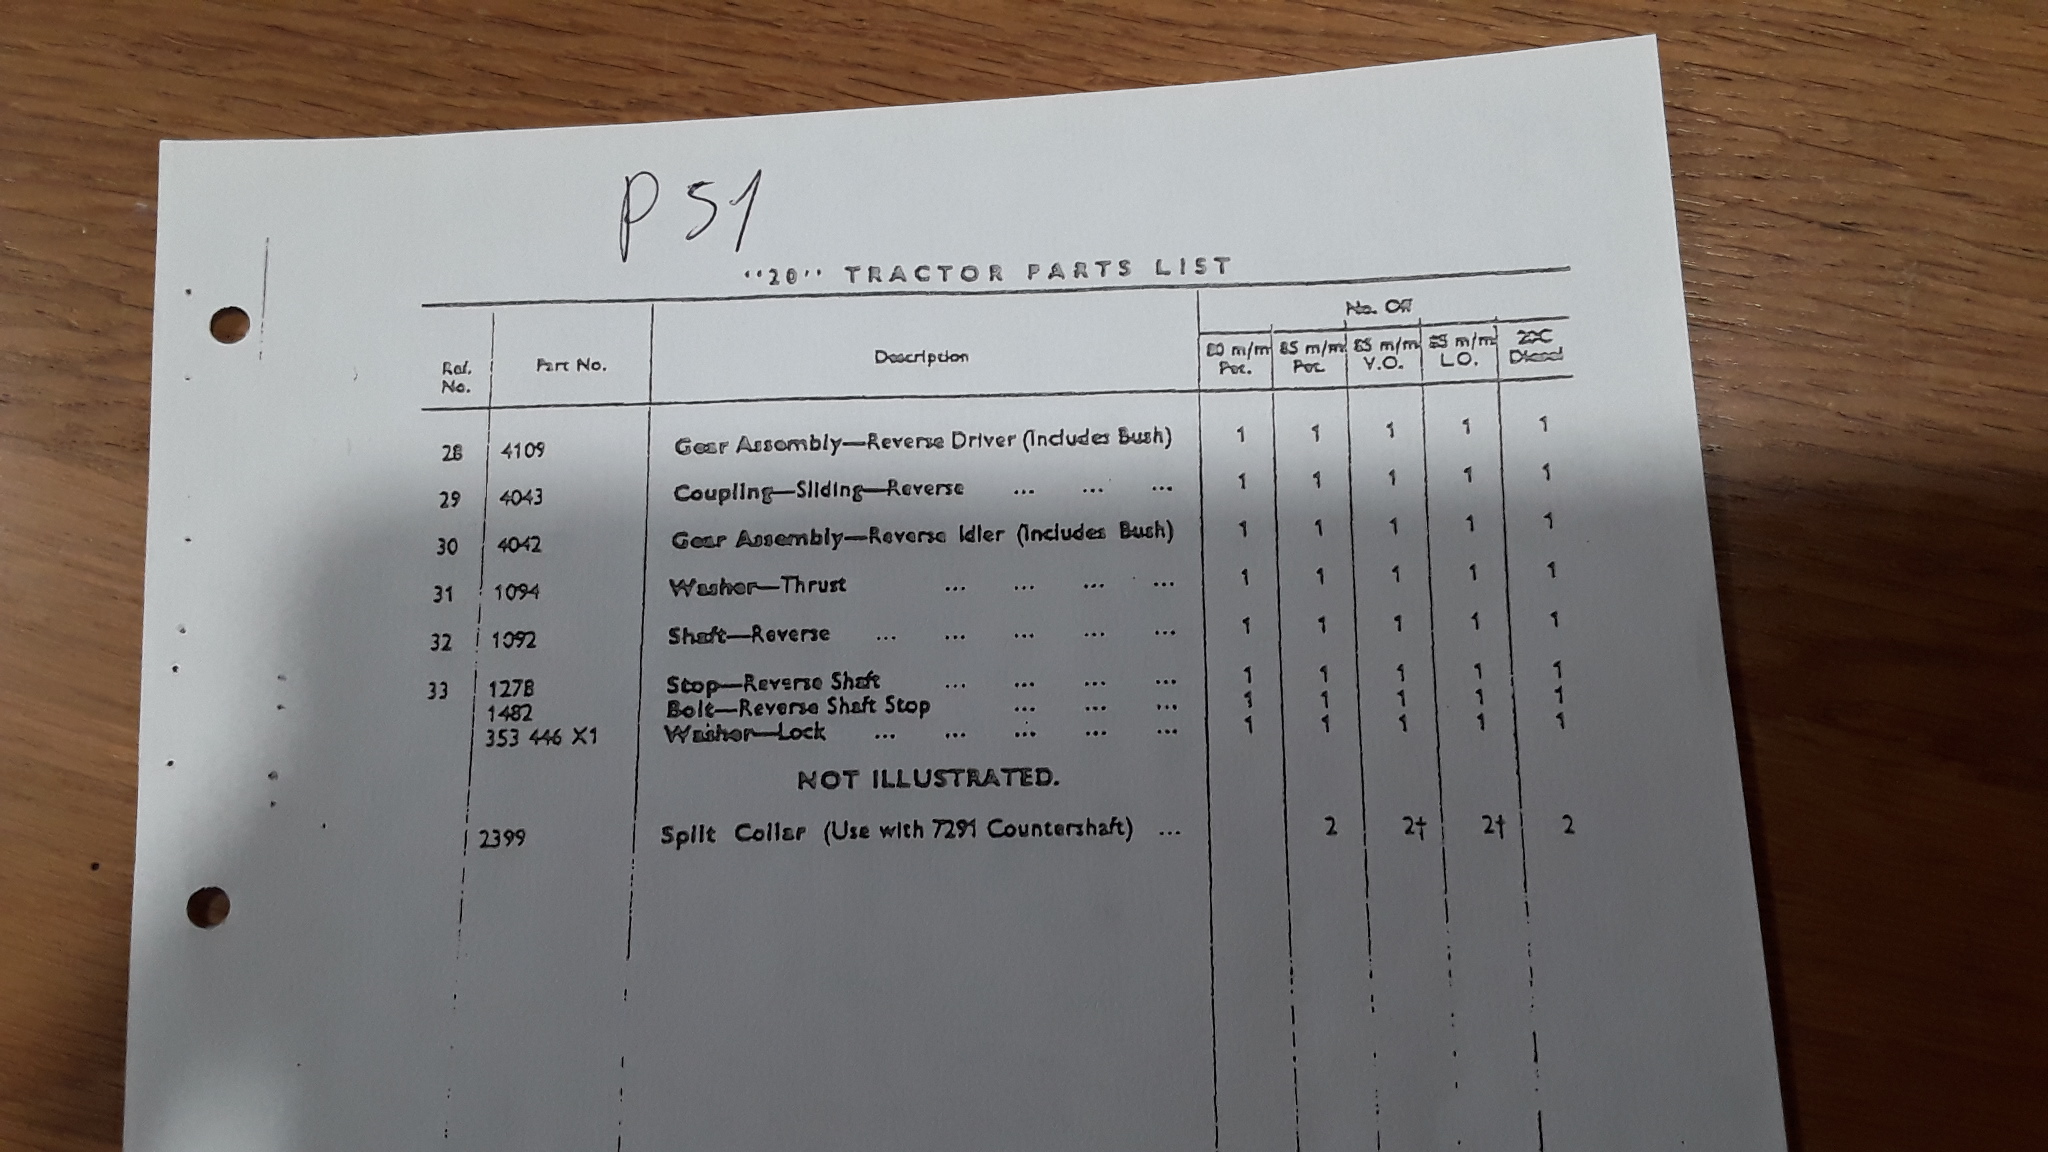 P 51
"20" TRACTOR PARTS LIST
No. Off
Ref. No. Part No. Description 80 m/m Pet. 85 m/m Pet. 85 m/m V.O. 85 m/m L.O. 20C Diesel
28 4109 Gear Assembly—Reverse Driver (Includes Bush) 1 1 1 1 1
29 4043 Coupling—Sliding—Reverse ... ... ... 1 1 1 1 1
30 4042 Gear Assembly—Reverse Idler (Includes Bush) 1 1 1 1 1
31 1094 Washer—Thrust ... ... ... ... 1 1 1 1 1
32 1092 Shaft—Reverse ... ... ... ... ... 1 1 1 1 1
33 1278 Stop—Reverse Shaft ... ... ... ... 1 1 1 1 1
1482 Bolt—Reverse Shaft Stop ... ... ... 1 1 1 1 1
353 446 X1 Washer—Lock ... ... ... ... ... 1 1 1 1 1
NOT ILLUSTRATED.
2399 Split Collar (Use with 7291 Countershaft) ... 2 2† 2† 2